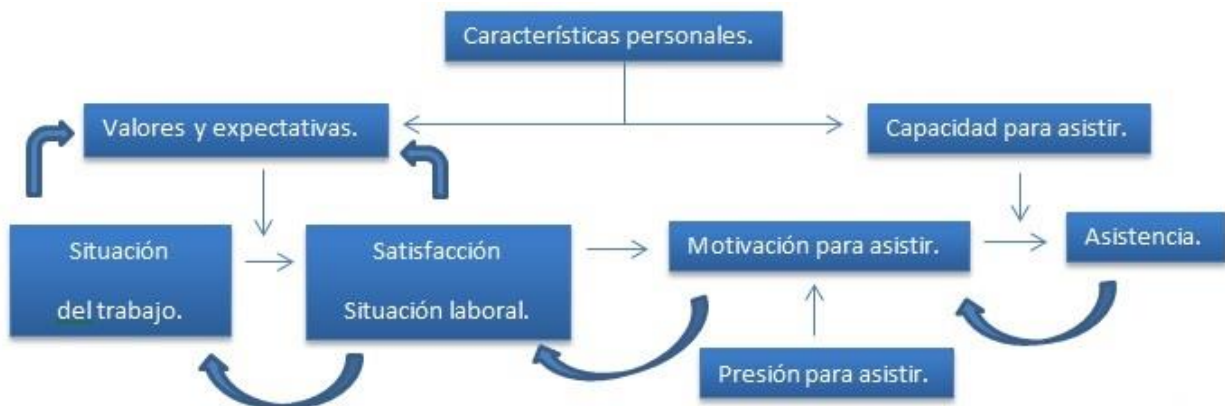 Características personales.
Valores y expectativas.
Capacidad para asistir.
Situación
del trabajo.
Satisfacción
Situación laboral.
Motivación para asistir.
Asistencia.
Presión para asistir.